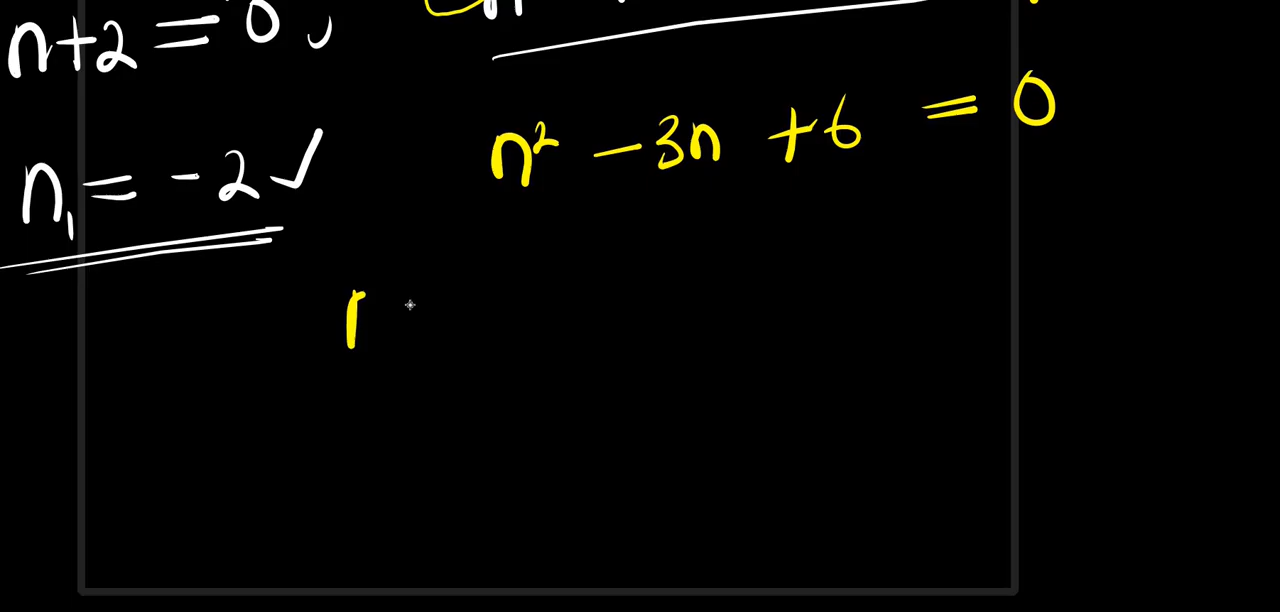 n+2=0,
n² - 3n + 6 = 0
n₁ = -2 ✓